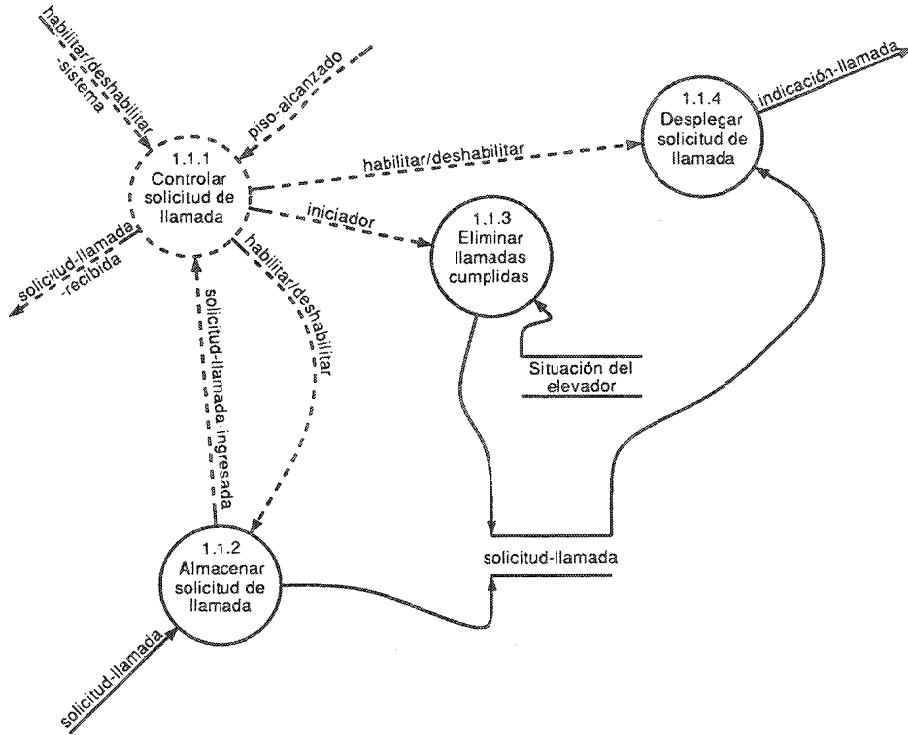 habilitar/deshabilitar
-sistema
piso-alcanzado
indicación-llamada
1.1.4
Desplegar
solicitud de
llamada
1.1.1
Controlar
solicitud de
llamada
habilitar/deshabilitar
iniciador
1.1.3
Eliminar
llamadas
cumplidas
solicitud-llamada
-recibida
habilitar/deshabilitar
solicitud-llamada-ingresada
Situación del
elevador
1.1.2
Almacenar
solicitud de
llamada
solicitud-llamada
solicitud-llamada